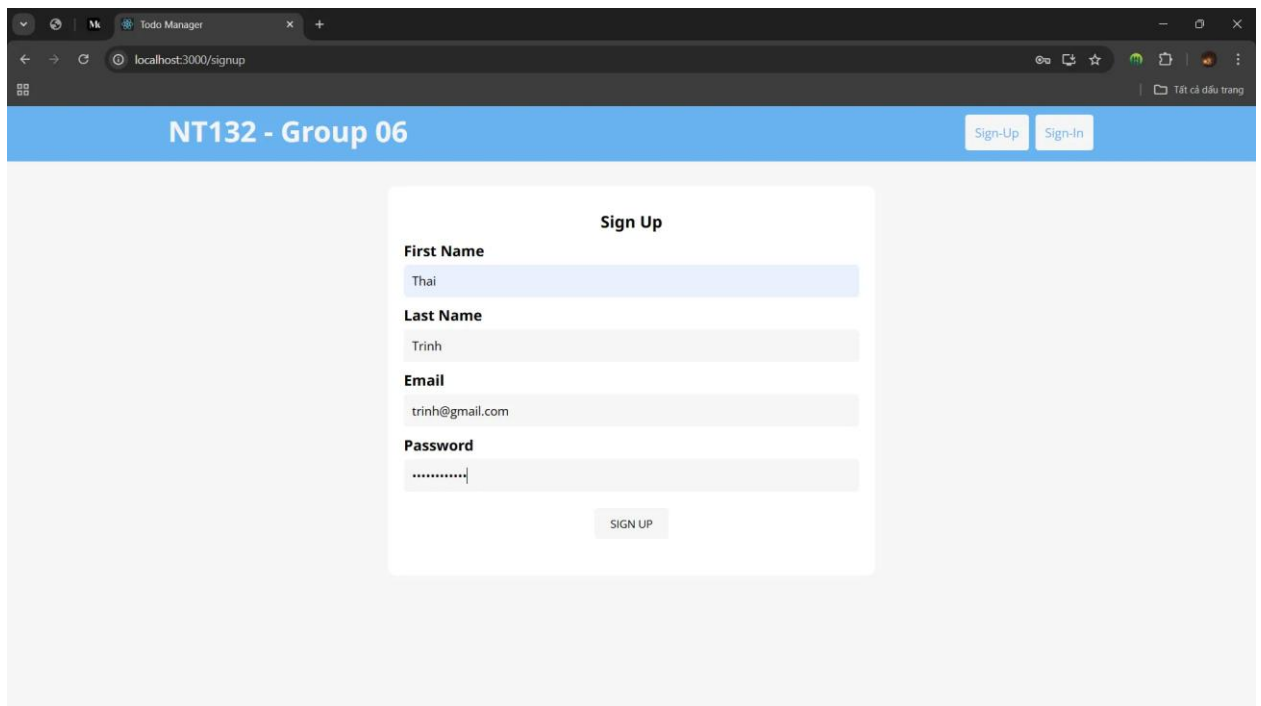 Mk
Todo Manager
localhost:3000/signup
Tất cả dấu trang
NT132 - Group 06
Sign-Up
Sign-In
Sign Up
First Name
Thai
Last Name
Trinh
Email
trinh@gmail.com
Password
••••••••••••
SIGN UP